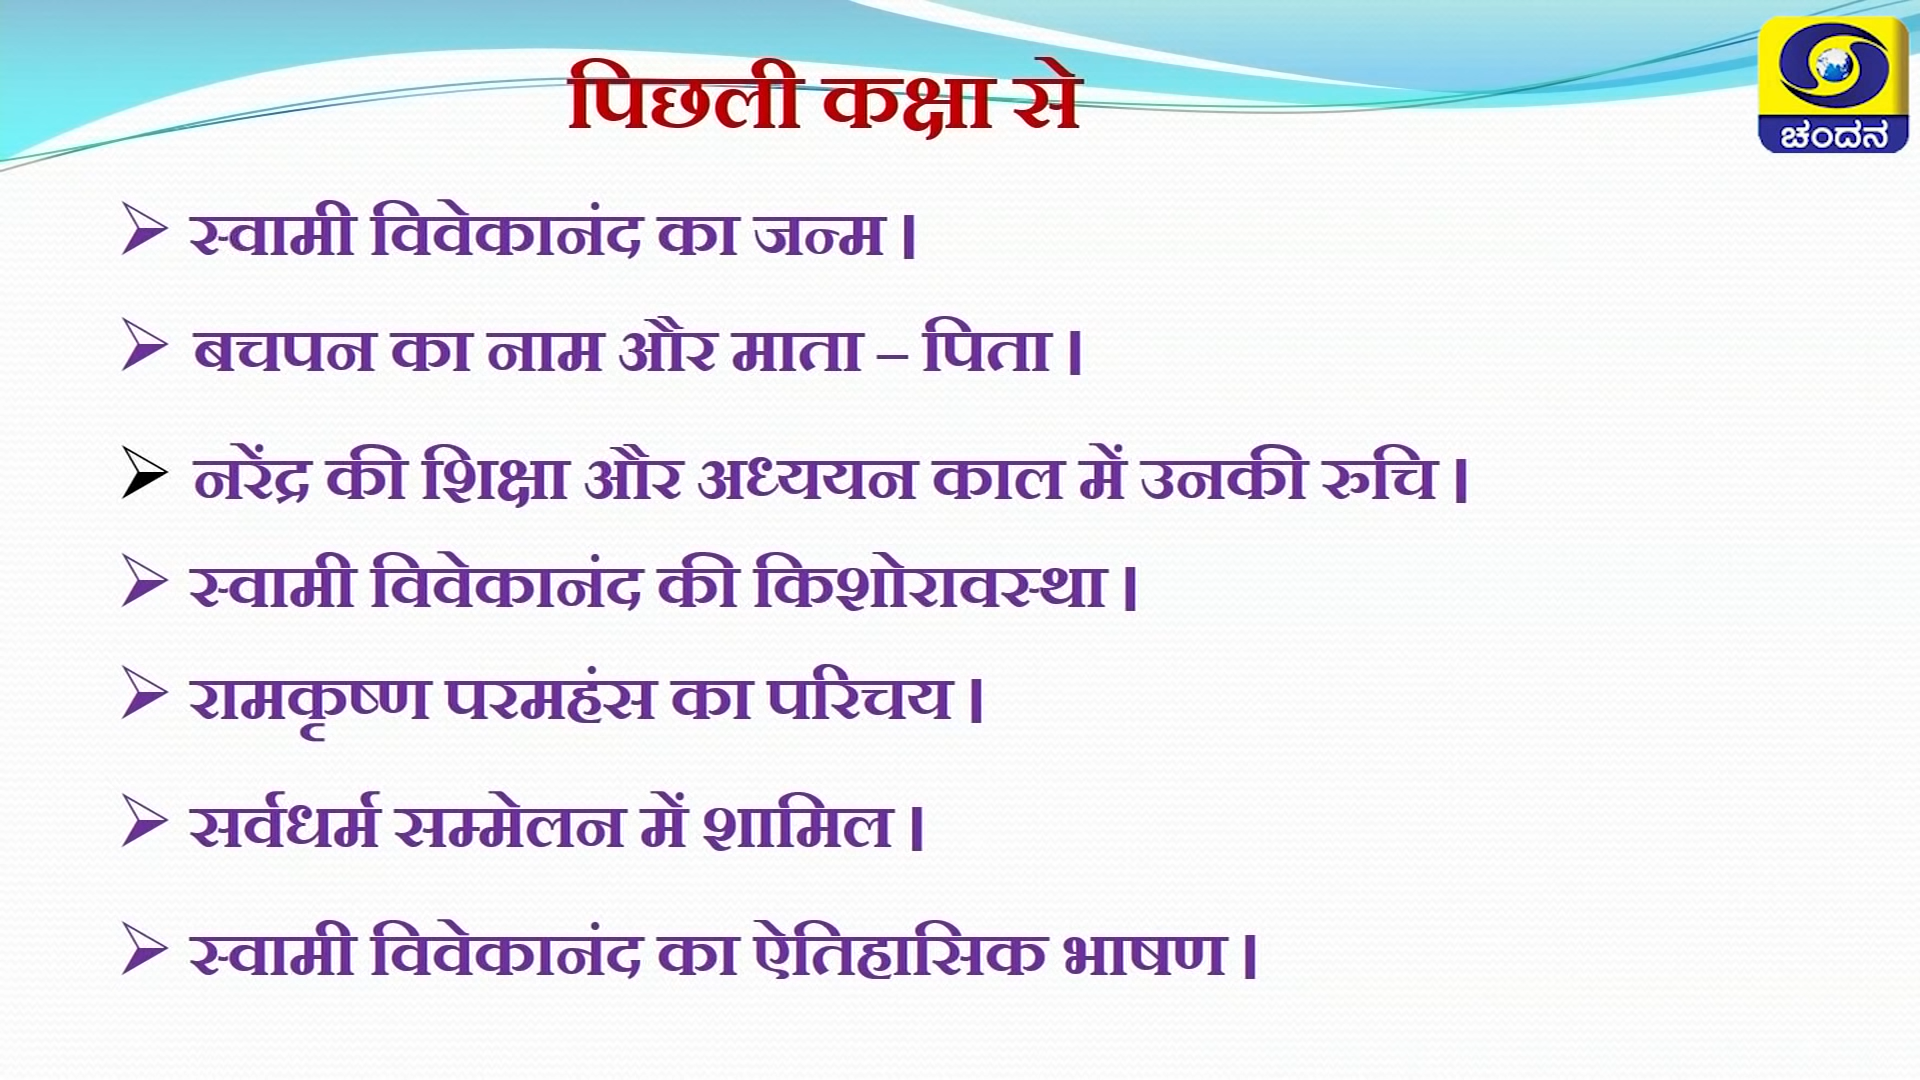 पिछली कक्षा से
ಚಂದನ
स्वामी विवेकानंद का जन्म।
बचपन का नाम और माता – पिता।
नरेंद्र की शिक्षा और अध्ययन काल में उनकी रुचि।
स्वामी विवेकानंद की किशोरावस्था।
रामकृष्ण परमहंस का परिचय।
सर्वधर्म सम्मेलन में शामिल।
स्वामी विवेकानंद का ऐतिहासिक भाषण।